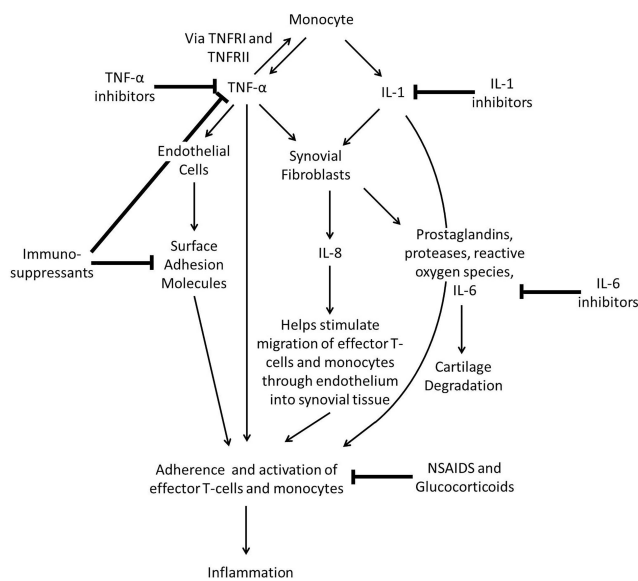 Monocyte
Via TNFRI and
TNFRII
TNF-α
inhibitors
TNF-α
IL-1
IL-1
inhibitors
Endothelial
Cells
Synovial
Fibroblasts
Immuno-
suppressants
Surface
Adhesion
Molecules
IL-8
Prostaglandins,
proteases, reactive
oxygen species,
IL-6
IL-6
inhibitors
Helps stimulate
migration of effector T-
cells and monocytes
through endothelium
into synovial tissue
Cartilage
Degradation
Adherence and activation of
effector T-cells and monocytes
NSAIDS and
Glucocorticoids
Inflammation